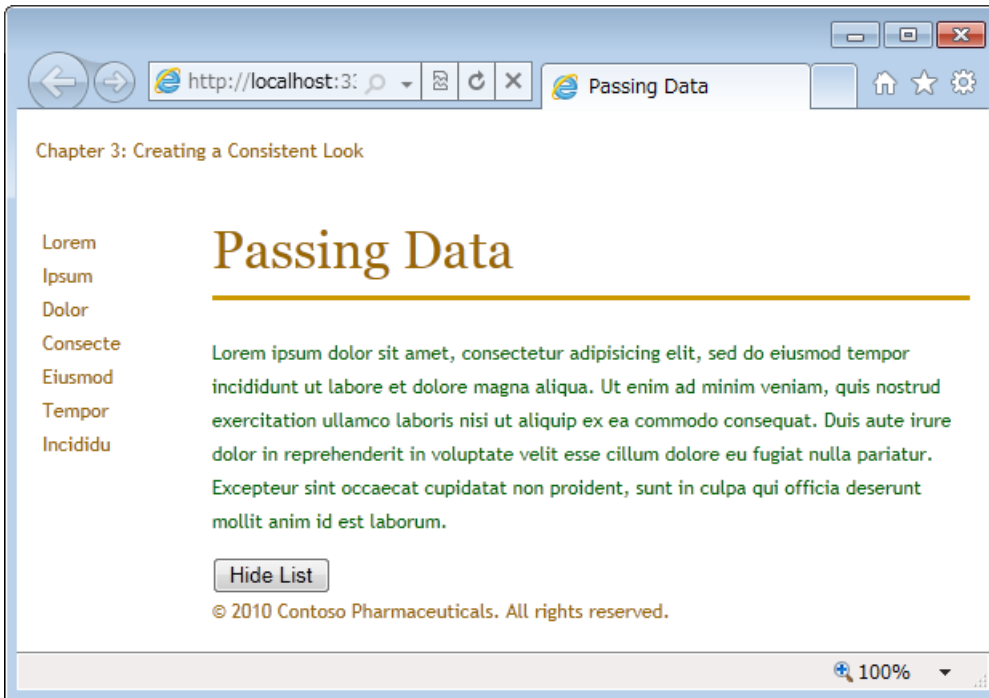 http://localhost:33
Passing Data
Chapter 3: Creating a Consistent Look
Lorem
Ipsum
Dolor
Consecte
Eiusmod
Tempor
Incididu
Passing Data
Lorem ipsum dolor sit amet, consectetur adipisicing elit, sed do eiusmod tempor
incididunt ut labore et dolore magna aliqua. Ut enim ad minim veniam, quis nostrud
exercitation ullamco laboris nisi ut aliquip ex ea commodo consequat. Duis aute irure
dolor in reprehenderit in voluptate velit esse cillum dolore eu fugiat nulla pariatur.
Excepteur sint occaecat cupidatat non proident, sunt in culpa qui officia deserunt
mollit anim id est laborum.
Hide List
© 2010 Contoso Pharmaceuticals. All rights reserved.
100%